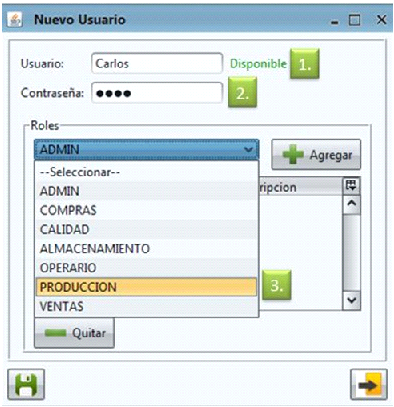 Nuevo Usuario
Usuario: Carlos Disponible 1.
Contraseña: 2.
Roles
ADMIN Agregar
--Seleccionar--
ADMIN ripcion
COMPRAS
CALIDAD
ALMACENAMIENTO
OPERARIO
PRODUCCION 3.
VENTAS
Quitar